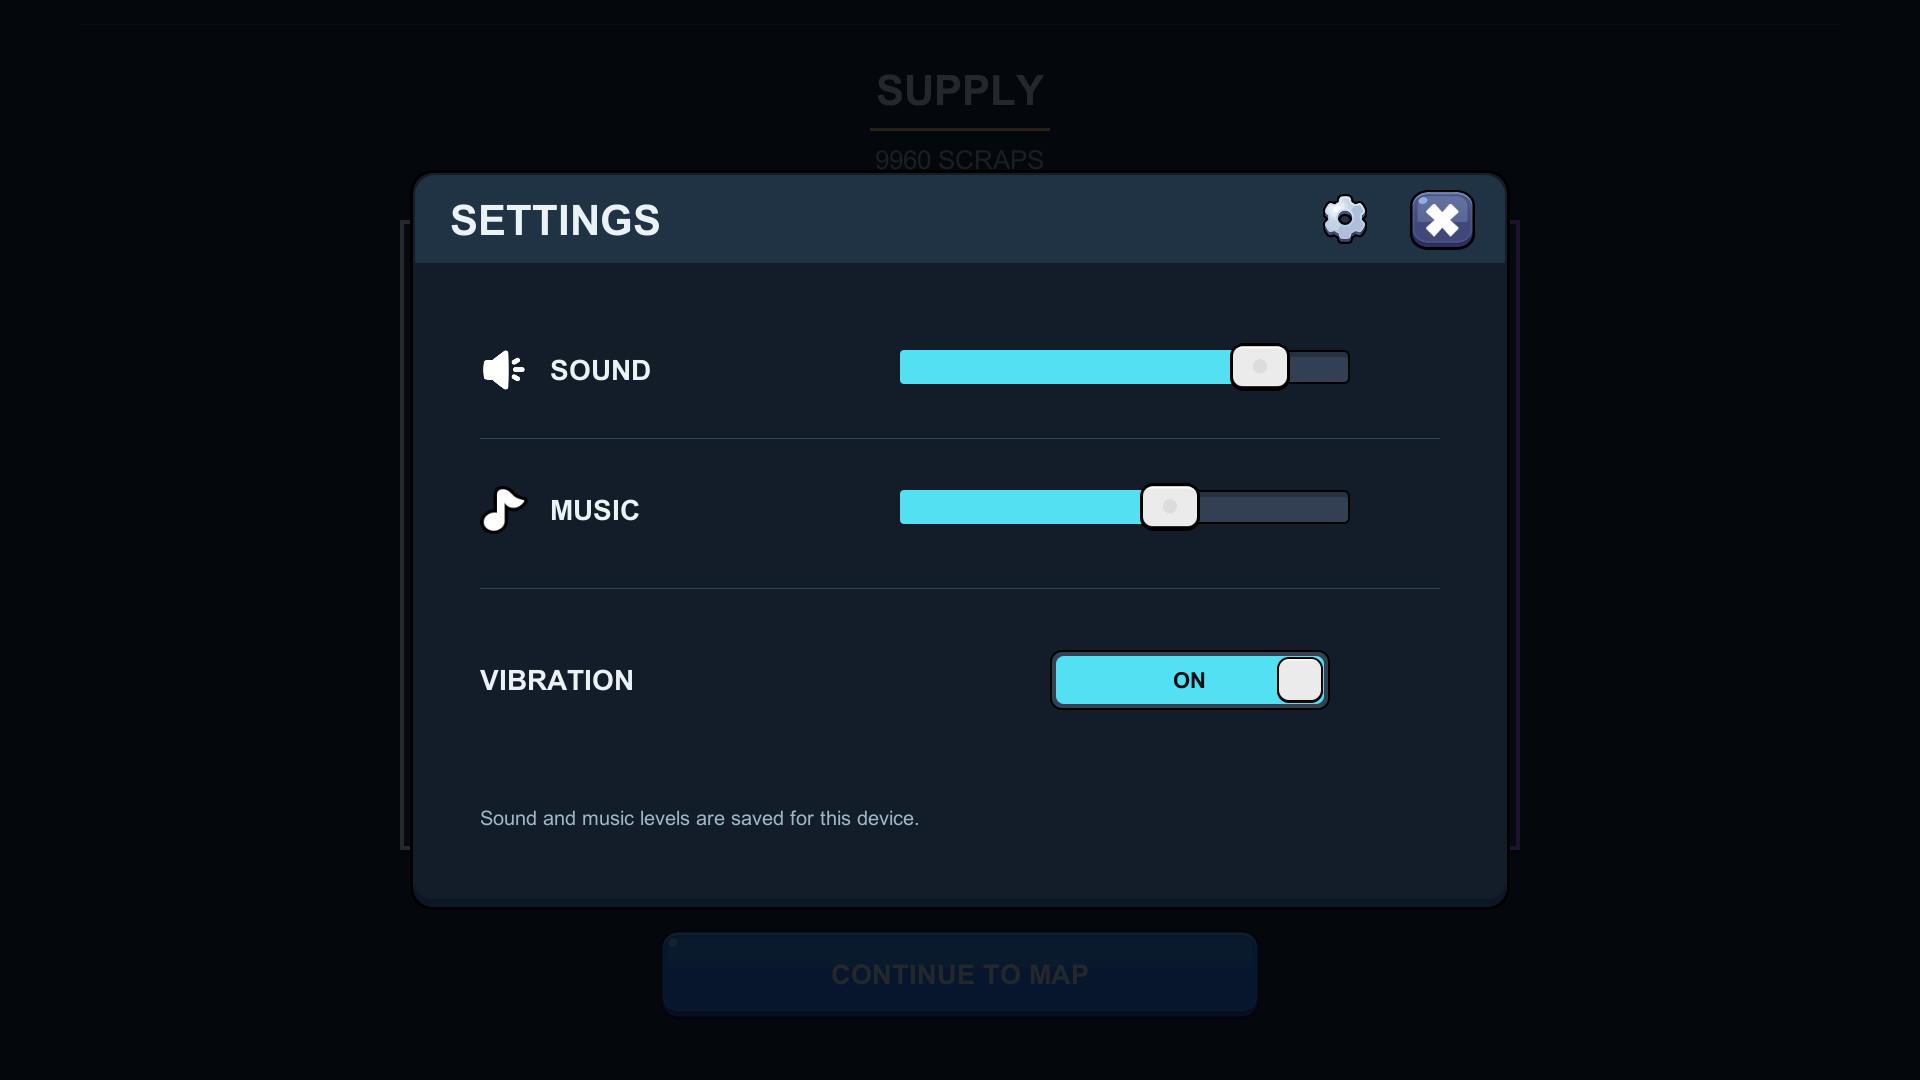 SUPPLY
9960 SCRAPS
SETTINGS
SOUND
MUSIC
VIBRATION
ON
Sound and music levels are saved for this device.
CONTINUE TO MAP